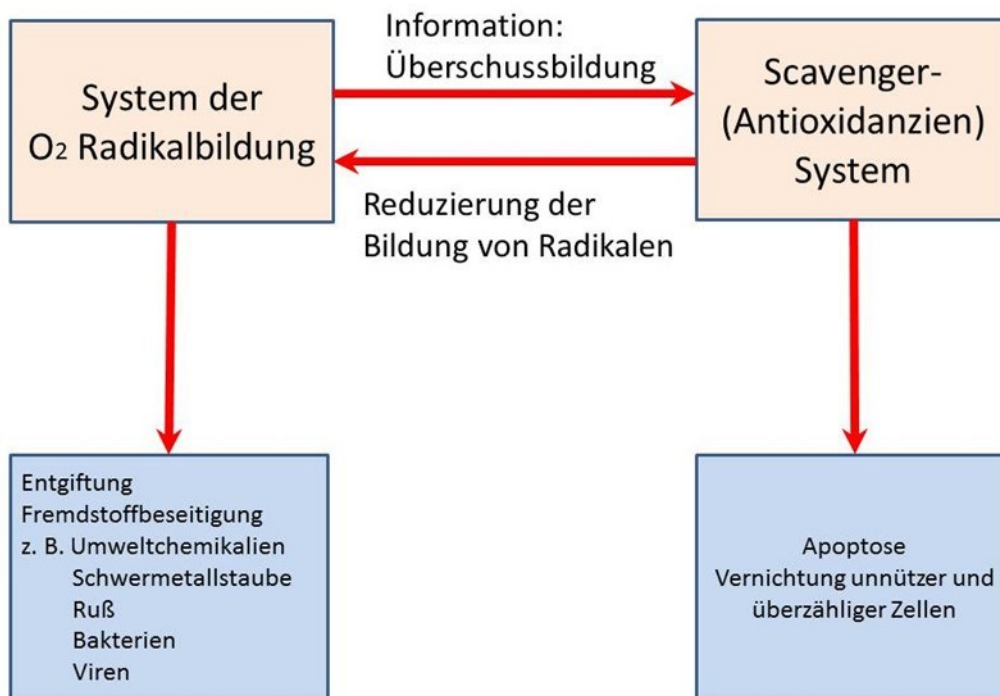 System der
O₂ Radikalbildung
Information:
Überschussbildung
Scavenger-
(Antioxidanzien)
System
Reduzierung der
Bildung von Radikalen
Entgiftung
Fremdstoffbeseitigung
z. B. Umweltchemikalien
Schwermetallstaube
Ruß
Bakterien
Viren
Apoptose
Vernichtung unnützer und
überzähliger Zellen